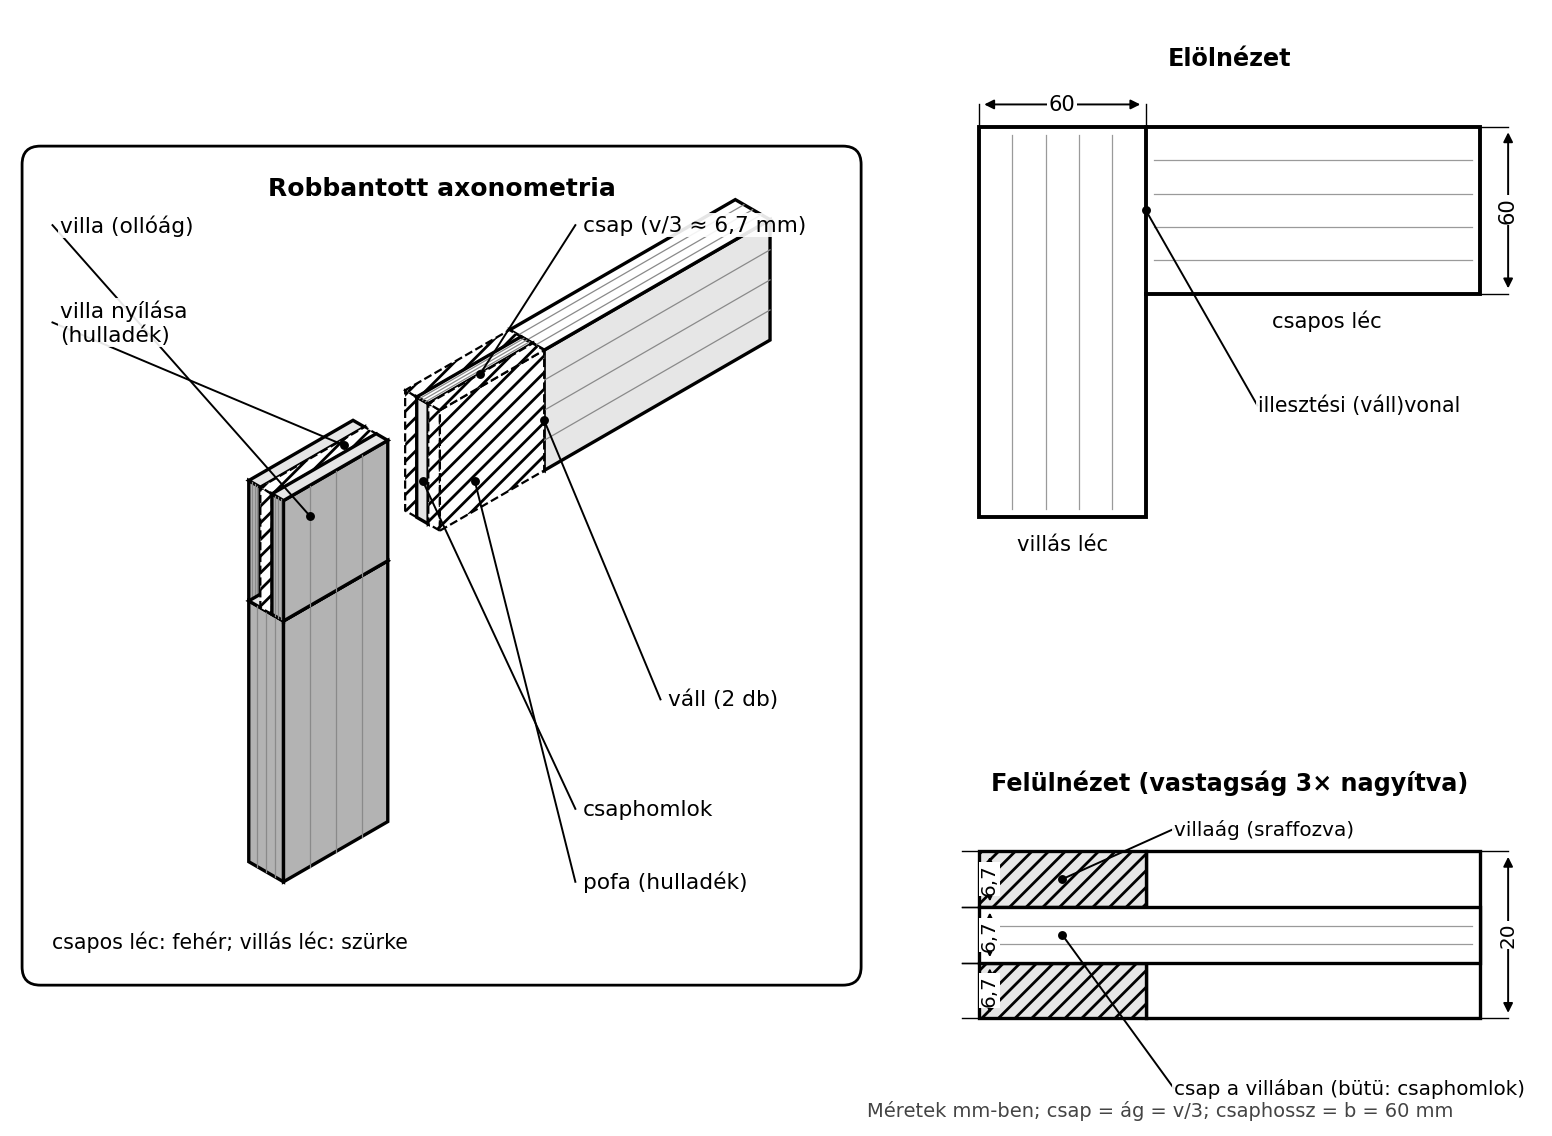 Robbantott axonometria
villa (ollóág)
csap (v/3 ≈ 6,7 mm)
villa nyílása
(hulladék)
váll (2 db)
csaphomlok
pofa (hulladék)
csapos léc: fehér; villás léc: szürke
Elölnézet
60
60
csapos léc
illesztési (váll)vonal
villás léc
Felülnézet (vastagság 3× nagyítva)
villaág (sraffozva)
6,7
6,7
6,7
20
csap a villában (bütü: csaphomlok)
Méretek mm-ben; csap = ág = v/3; csaphossz = b = 60 mm